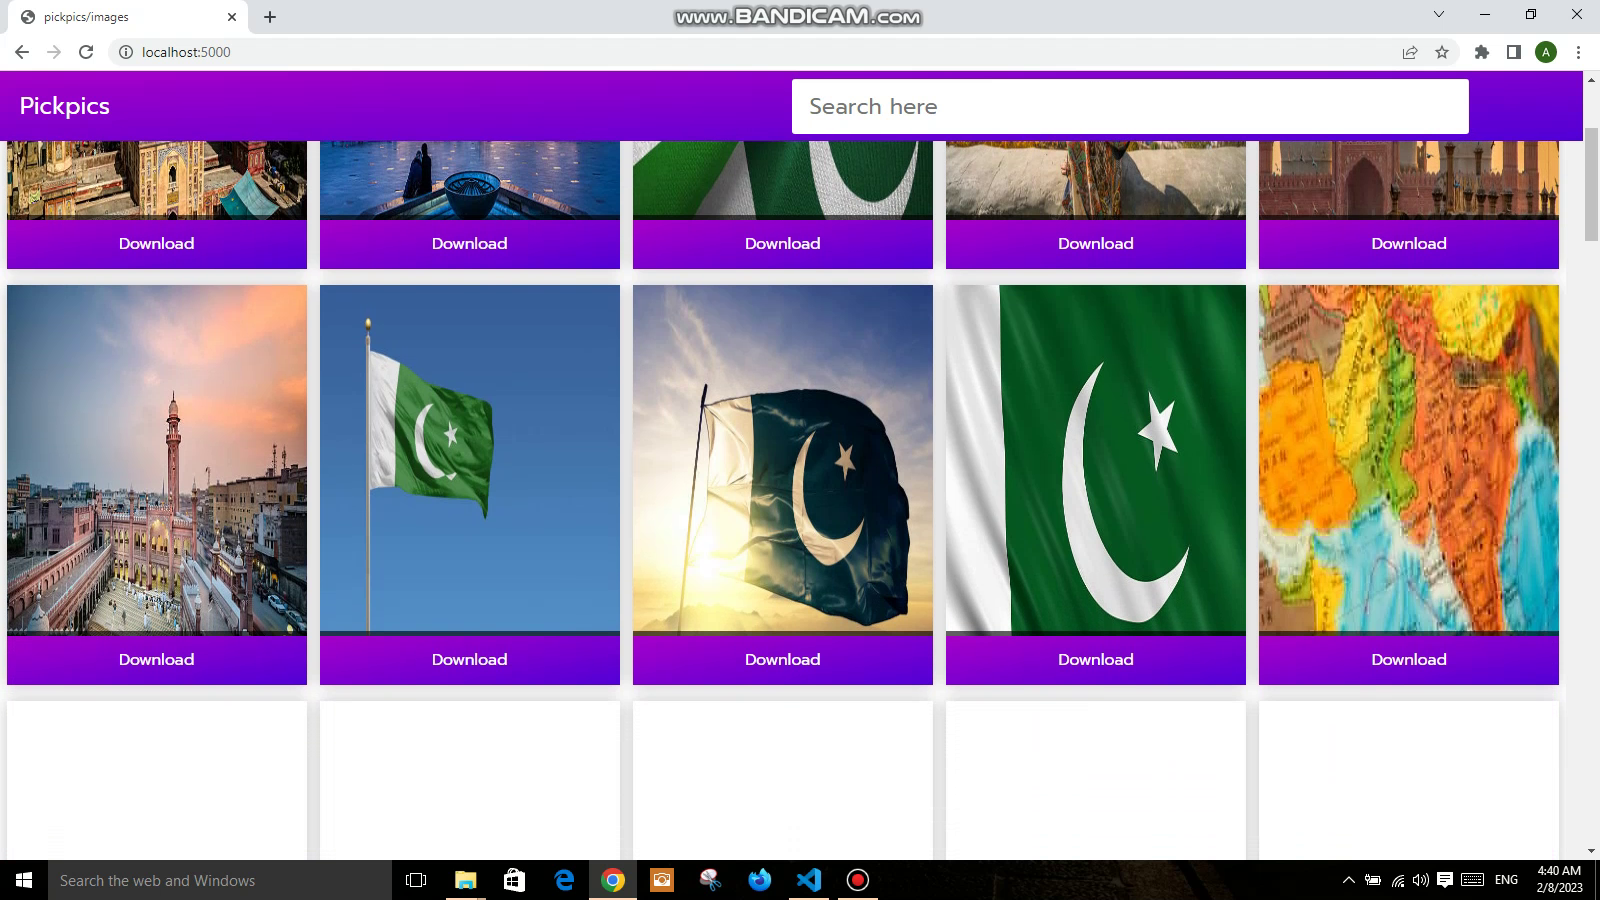 pickpics/images
www.BANDICAM.com
localhost:5000
A
Pickpics
Search here
Download Download Download Download Download
Download Download Download Download Download
Search the web and Windows
ENG
4:40 AM
2/8/2023